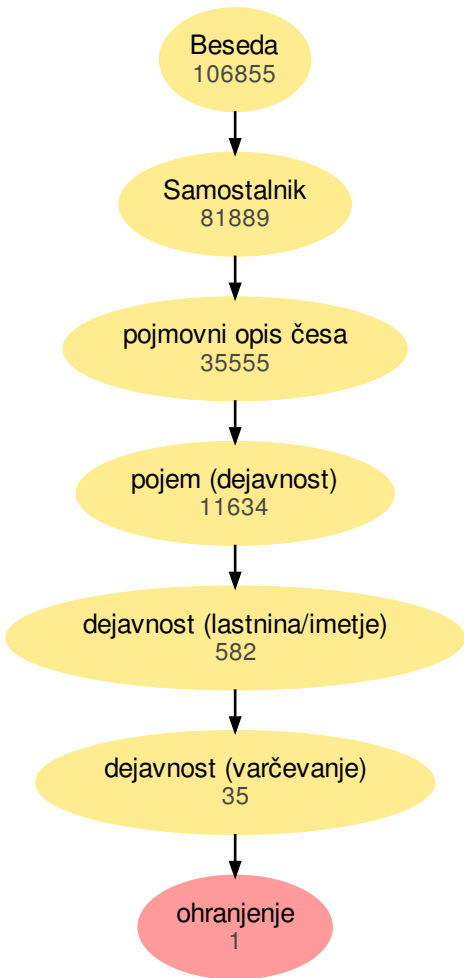 Beseda
106855
Samostalnik
81889
pojmovni opis česa
35555
pojem (dejavnost)
11634
dejavnost (lastnina/imetje)
582
dejavnost (varčevanje)
35
ohranjenje
1